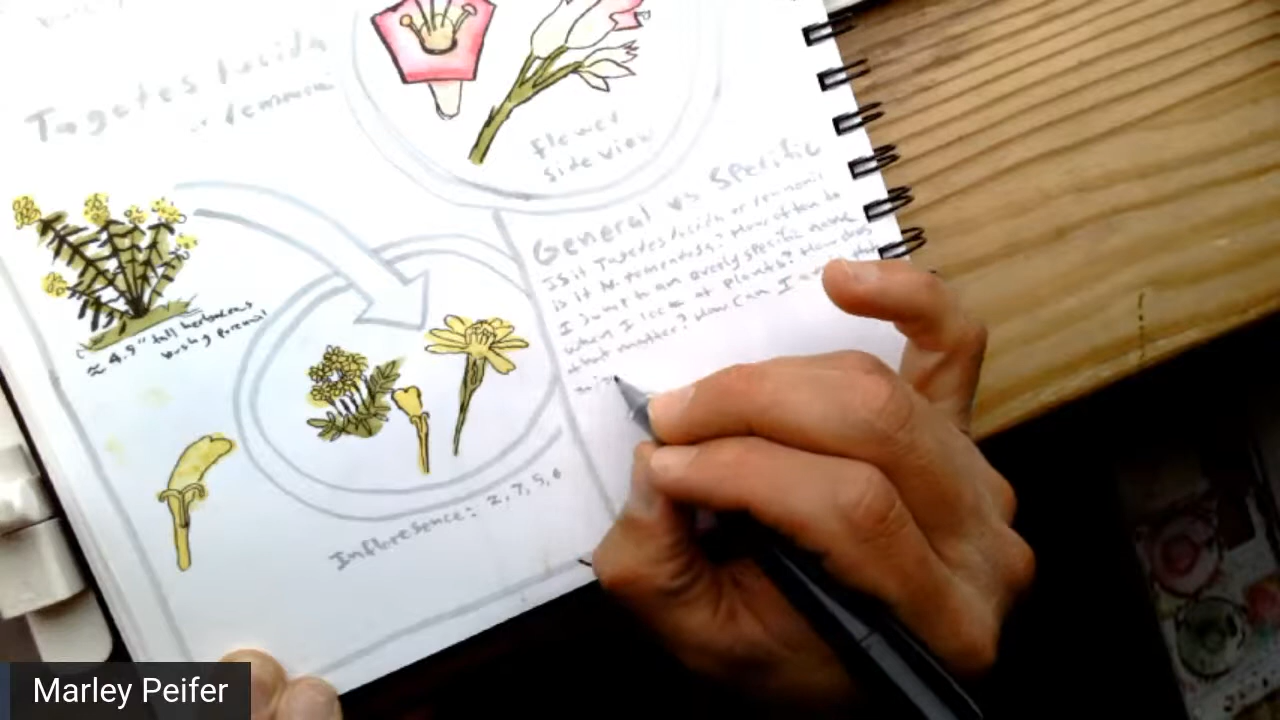 Tagetes lucida
or lemmonii
Flower
side view
General vs Specific
Is it Tagetes lucida or lemmonii
is it N. tomentosa? How often do
I jump to an overly specific name
when I look at plants? How does
that matter? How can I
≈ 4.5" tall herbaceous
bushy perennial
Infloresence: 2, 7, 5, 6
Marley Peifer